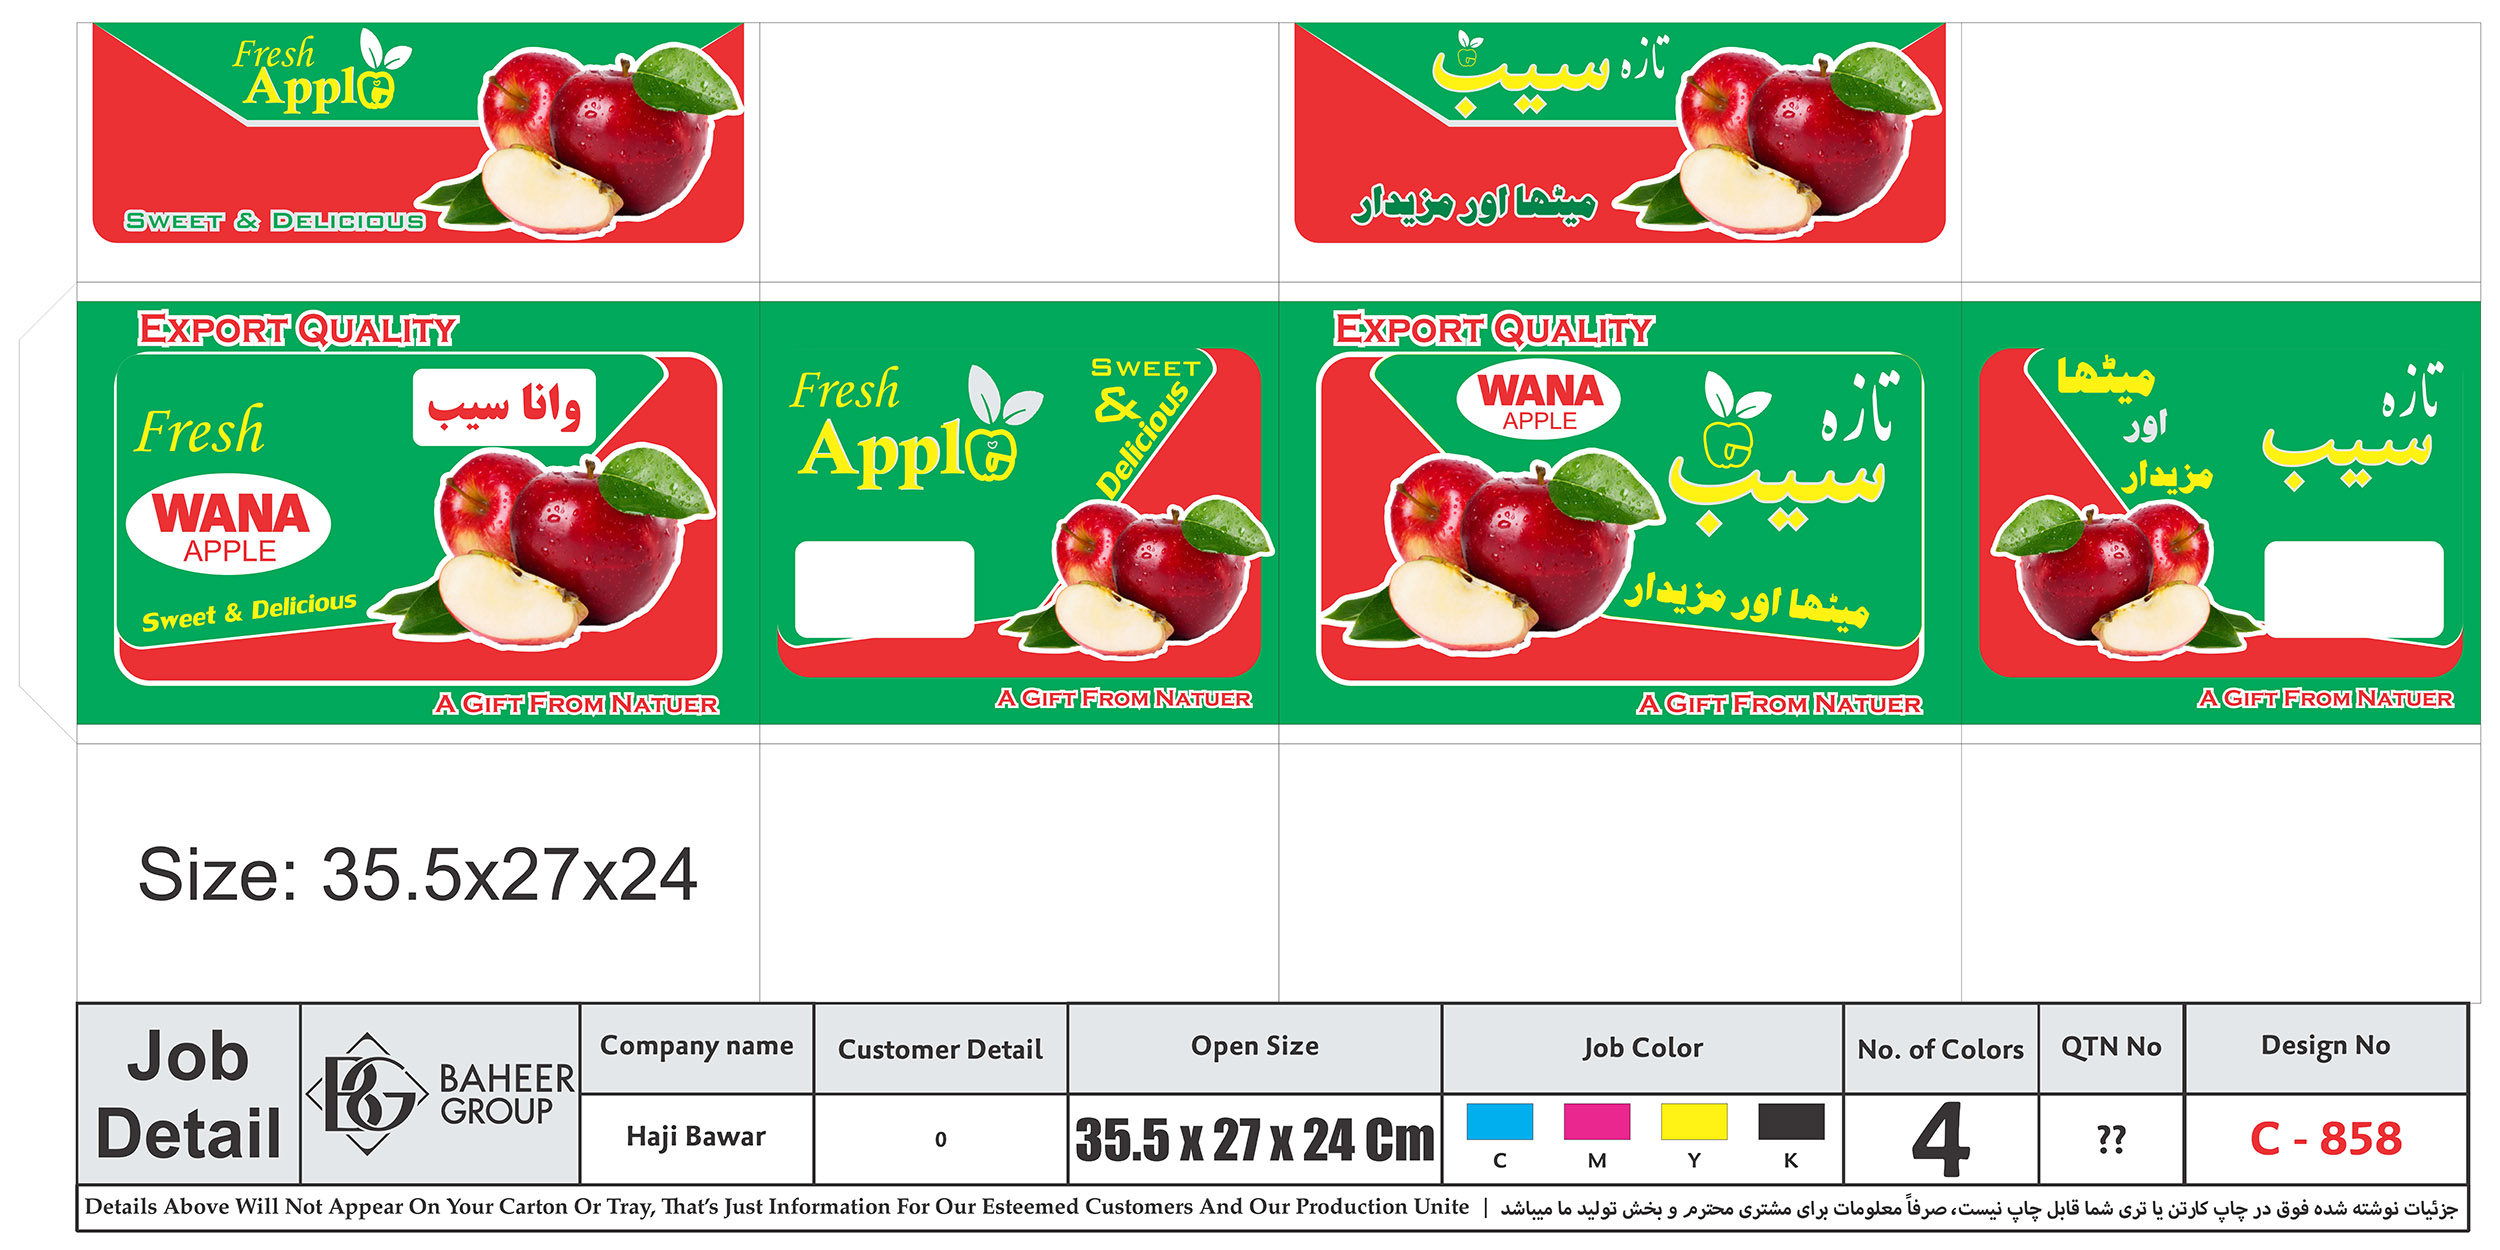 Fresh
Apple
Sweet & Delicious
تازه
سیب
میٹھا اور مزیدار
Export Quality
وانا سیب
Fresh
WANA
APPLE
Sweet & Delicious
A Gift From Natuer
Fresh
Apple
Sweet
&
Delicious
A Gift From Natuer
Export Quality
WANA
APPLE
تازه
سیب
میٹھا اور مزیدار
A Gift From Natuer
میٹھا
اور
مزیدار
تازه
سیب
A Gift From Natuer
Size: 35.5x27x24
Job Detail
BG
BAHEER GROUP
Company name
Customer Detail
Open Size
Job Color
No. of Colors
QTN No
Design No
Haji Bawar
0
35.5 x 27 x 24 Cm
C M Y K
4
??
C - 858
Details Above Will Not Appear On Your Carton Or Tray, That's Just Information For Our Esteemed Customers And Our Production Unite | جزئیات نوشته شده فوق در چاپ کارتن یا تری شما قابل چاپ نیست، صرفاً معلومات برای مشتری محترم و بخش تولید ما میباشد